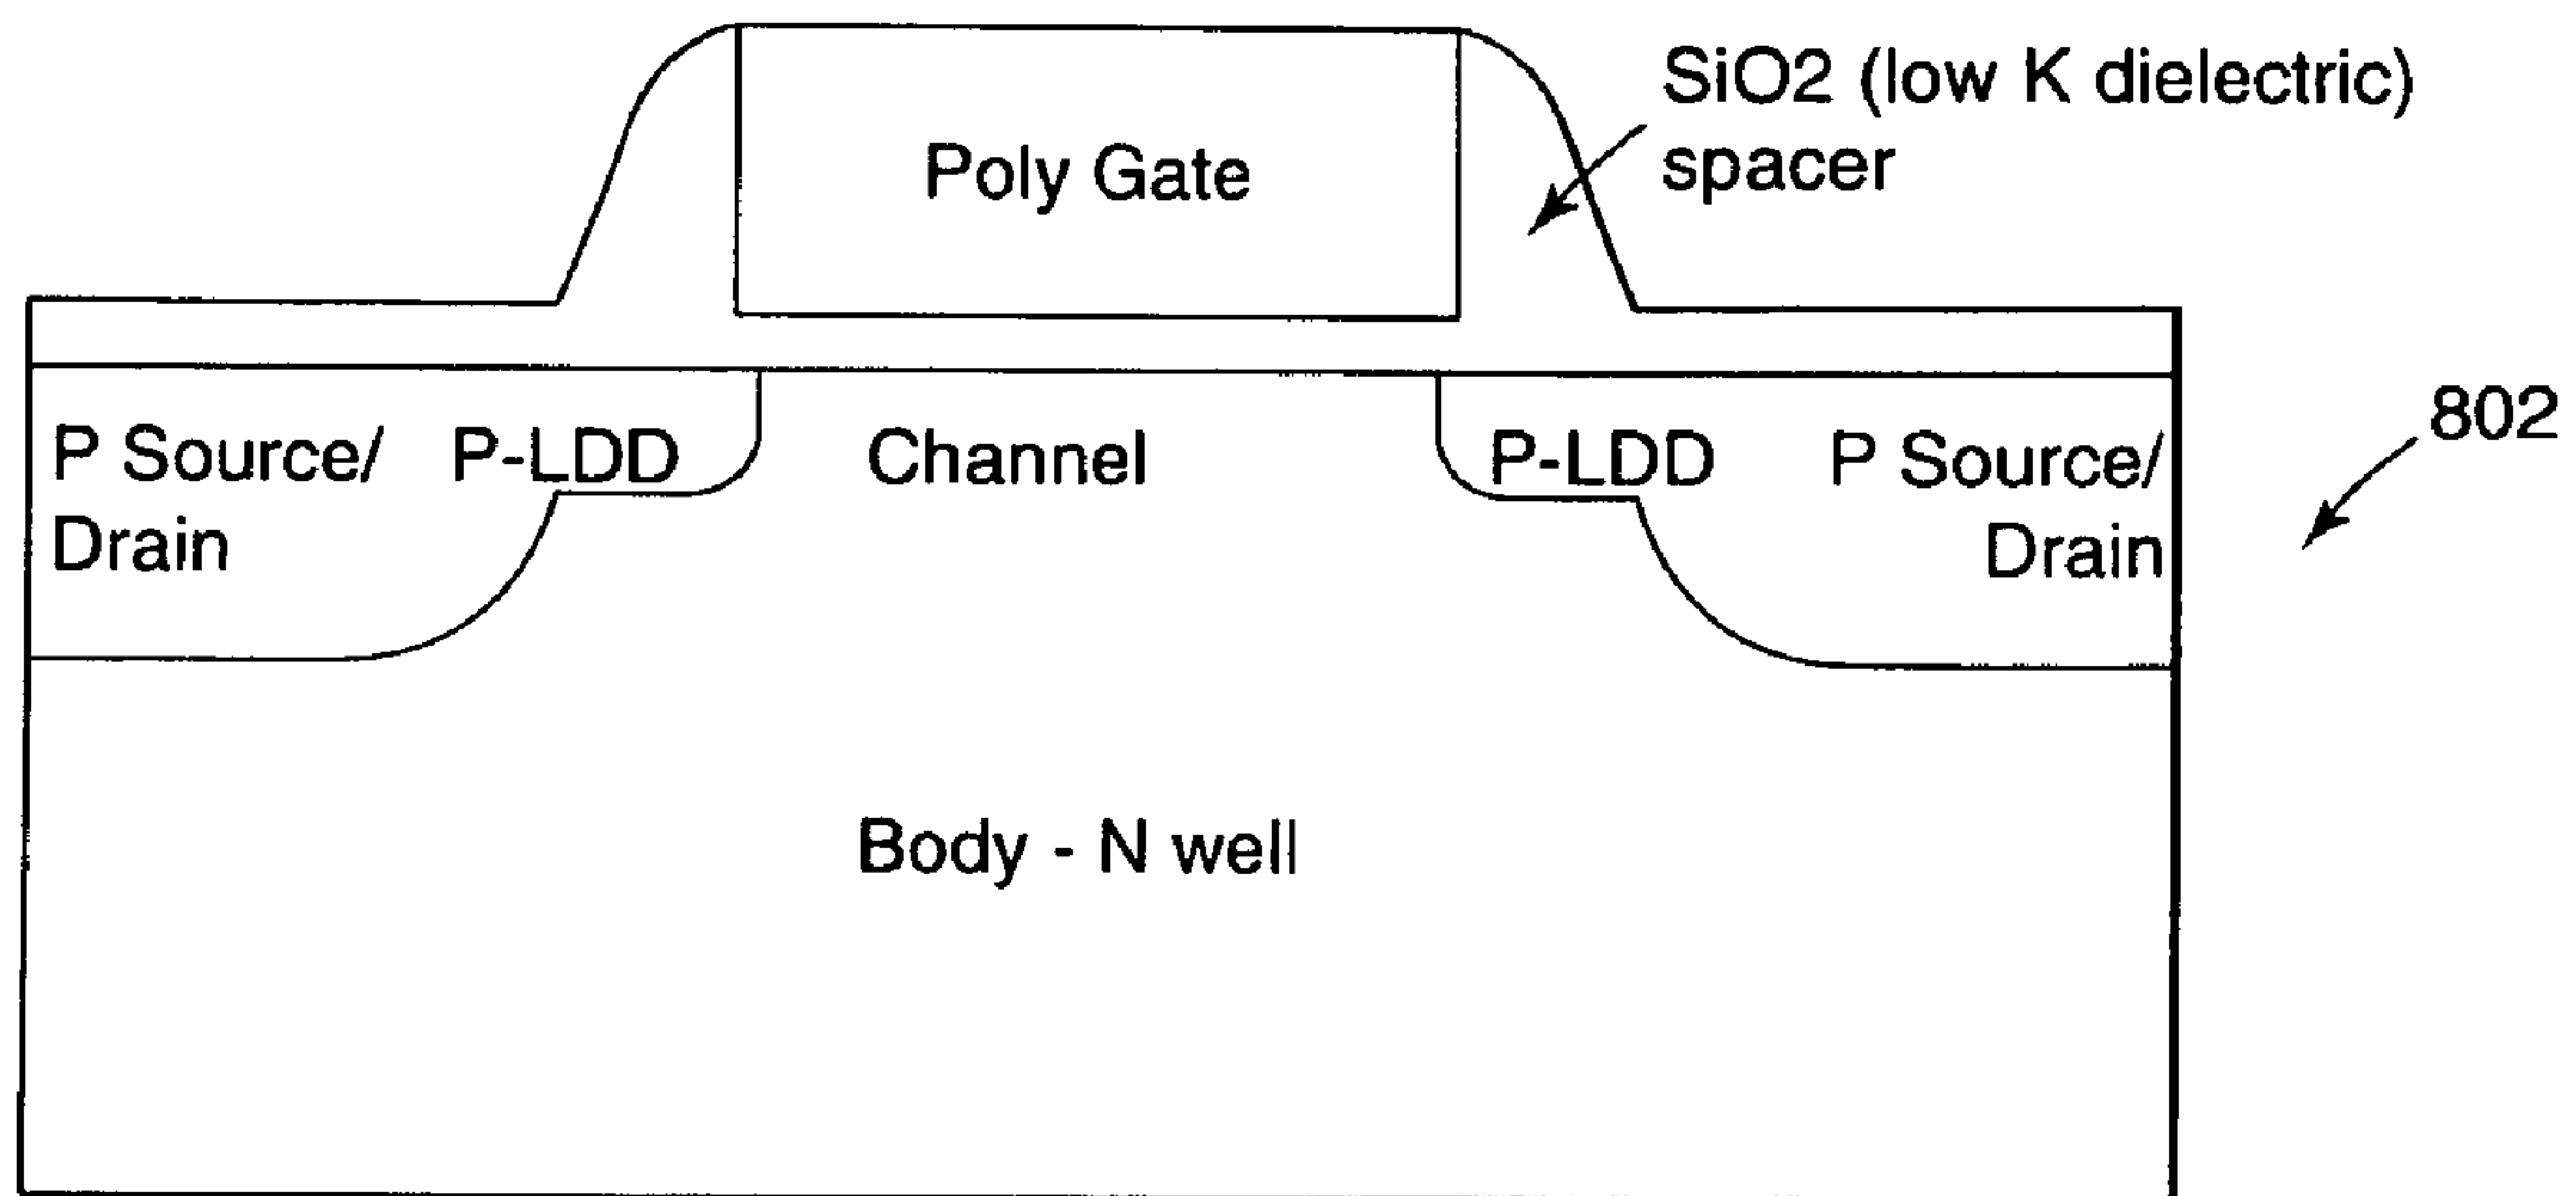 SiO2 (low K dielectric)
spacer
Poly Gate
802
P Source/
Drain
P-LDD
Channel
P-LDD
P Source/
Drain
Body - N well